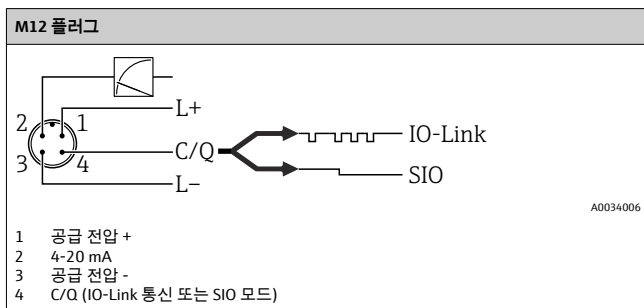 M12 플러그
L+
2 1
C/Q
IO-Link
3 4
SIO
L–
A0034006
1 공급 전압 +
2 4-20 mA
3 공급 전압 -
4 C/Q (IO-Link 통신 또는 SIO 모드)